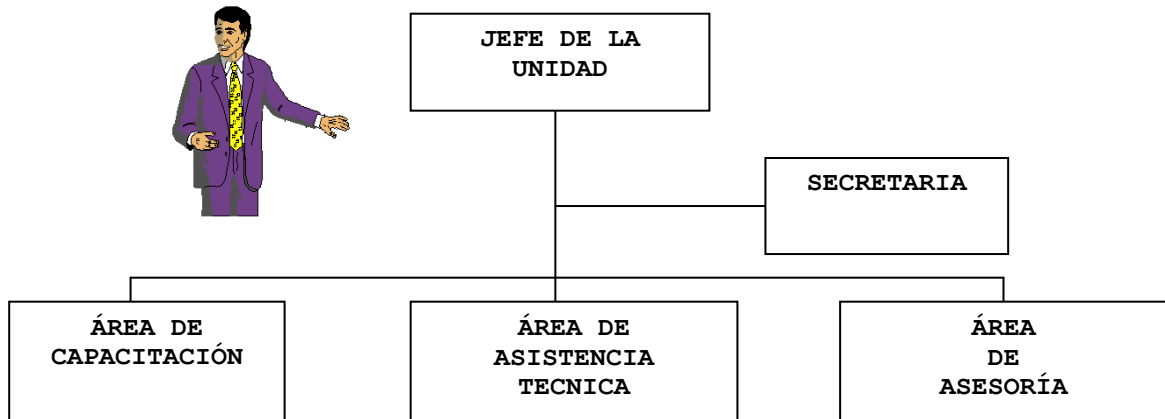 JEFE DE LA
UNIDAD
SECRETARIA
ÁREA DE
CAPACITACIÓN
ÁREA DE
ASISTENCIA
TECNICA
ÁREA
DE
ASESORÍA